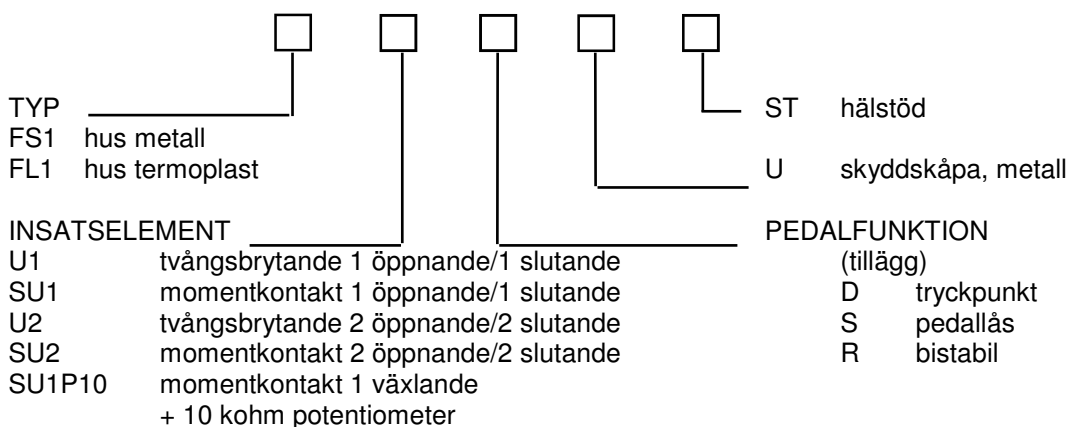 TYP
FS1 hus metall
FL1 hus termoplast
ST hälstöd
U skyddskåpa, metall
INSATSELEMENT
U1 tvångsbrytande 1 öppnande/1 slutande
SU1 momentkontakt 1 öppnande/1 slutande
U2 tvångsbrytande 2 öppnande/2 slutande
SU2 momentkontakt 2 öppnande/2 slutande
SU1P10 momentkontakt 1 växlande
+ 10 kohm potentiometer
PEDALFUNKTION
(tillägg)
D tryckpunkt
S pedallås
R bistabil